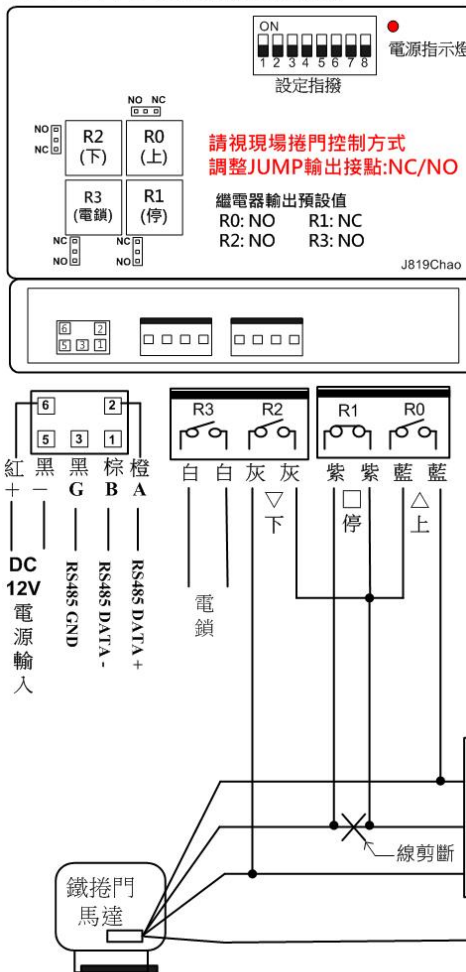 ON
1 2 3 4 5 6 7 8
設定指撥
電源指示燈
NO NC
NO
NC
R2
(下)
R0
(上)
R3
(電鎖)
R1
(停)
NC
NO
NC
NO
請視現場捲門控制方式
調整JUMP輸出接點:NC/NO
繼電器輸出預設值
R0: NO R1: NC
R2: NO R3: NO
J819Chao
6 2
5 3 1
6 2
5 3 1
R3 R2 R1 R0
紅 黑 黑 棕 橙
+ − G B A
白 白 灰 灰 紫 紫 藍 藍
▽ □ △
下 停 上
DC
12V
電源輸入
RS485 GND
RS485 DATA -
RS485 DATA +
電鎖
線剪斷
鐵捲門
馬達